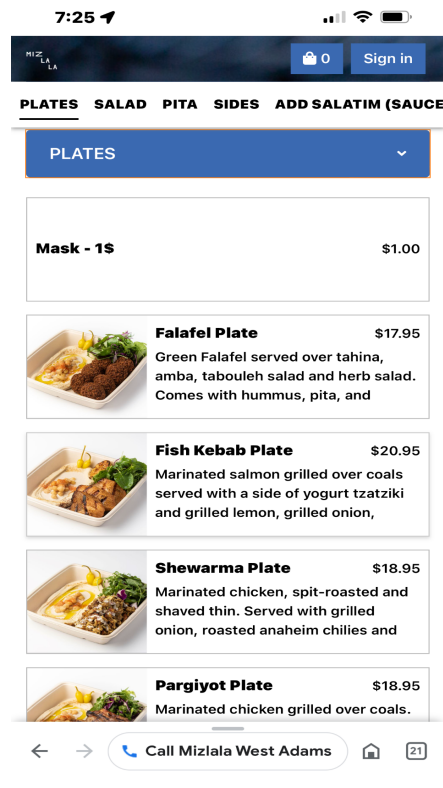 7:25
MIZ
LA
LA
0
Sign in
PLATES SALAD PITA SIDES ADD SALATIM (SAUCE
PLATES
Mask - 1$ $1.00
Falafel Plate $17.95
Green Falafel served over tahina,
amba, tabouleh salad and herb salad.
Comes with hummus, pita, and
Fish Kebab Plate $20.95
Marinated salmon grilled over coals
served with a side of yogurt tzatziki
and grilled lemon, grilled onion,
Shewarma Plate $18.95
Marinated chicken, spit-roasted and
shaved thin. Served with grilled
onion, roasted anaheim chilies and
Pargiyot Plate $18.95
Marinated chicken grilled over coals.
Call Mizlala West Adams
21